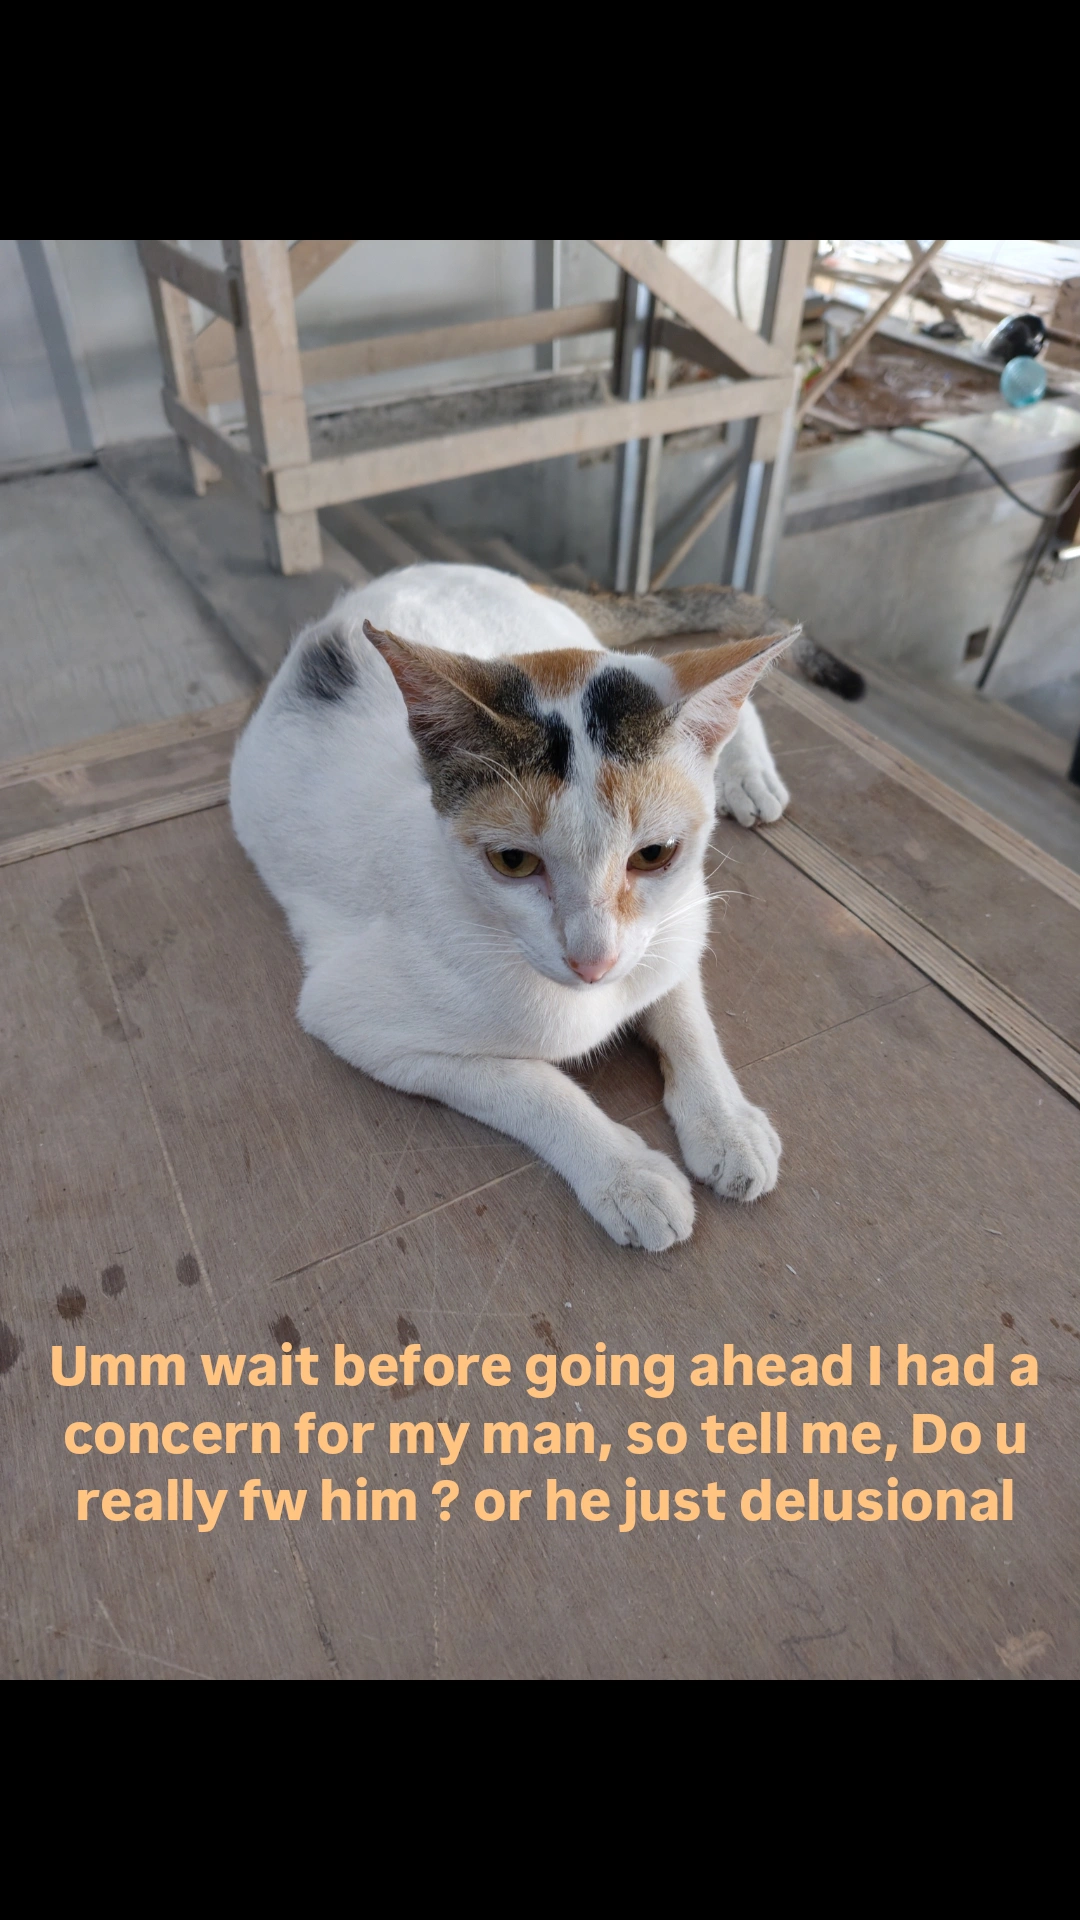 Umm wait before going ahead I had a
concern for my man, so tell me, Do u
really fw him ? or he just delusional